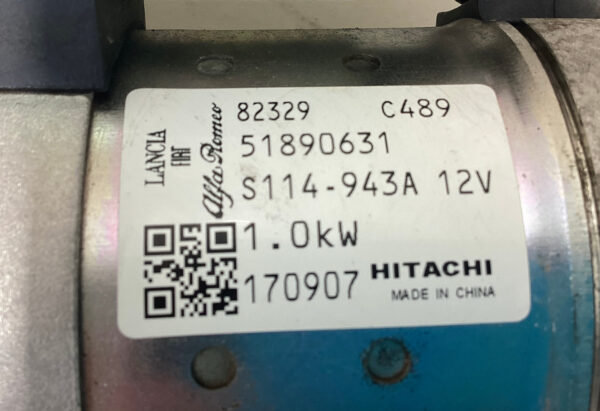 82329 C489
51890631
S114-943A 12V
1.0kW
170907 HITACHI
MADE IN CHINA
LANCIA
FIAT
Alfa Romeo